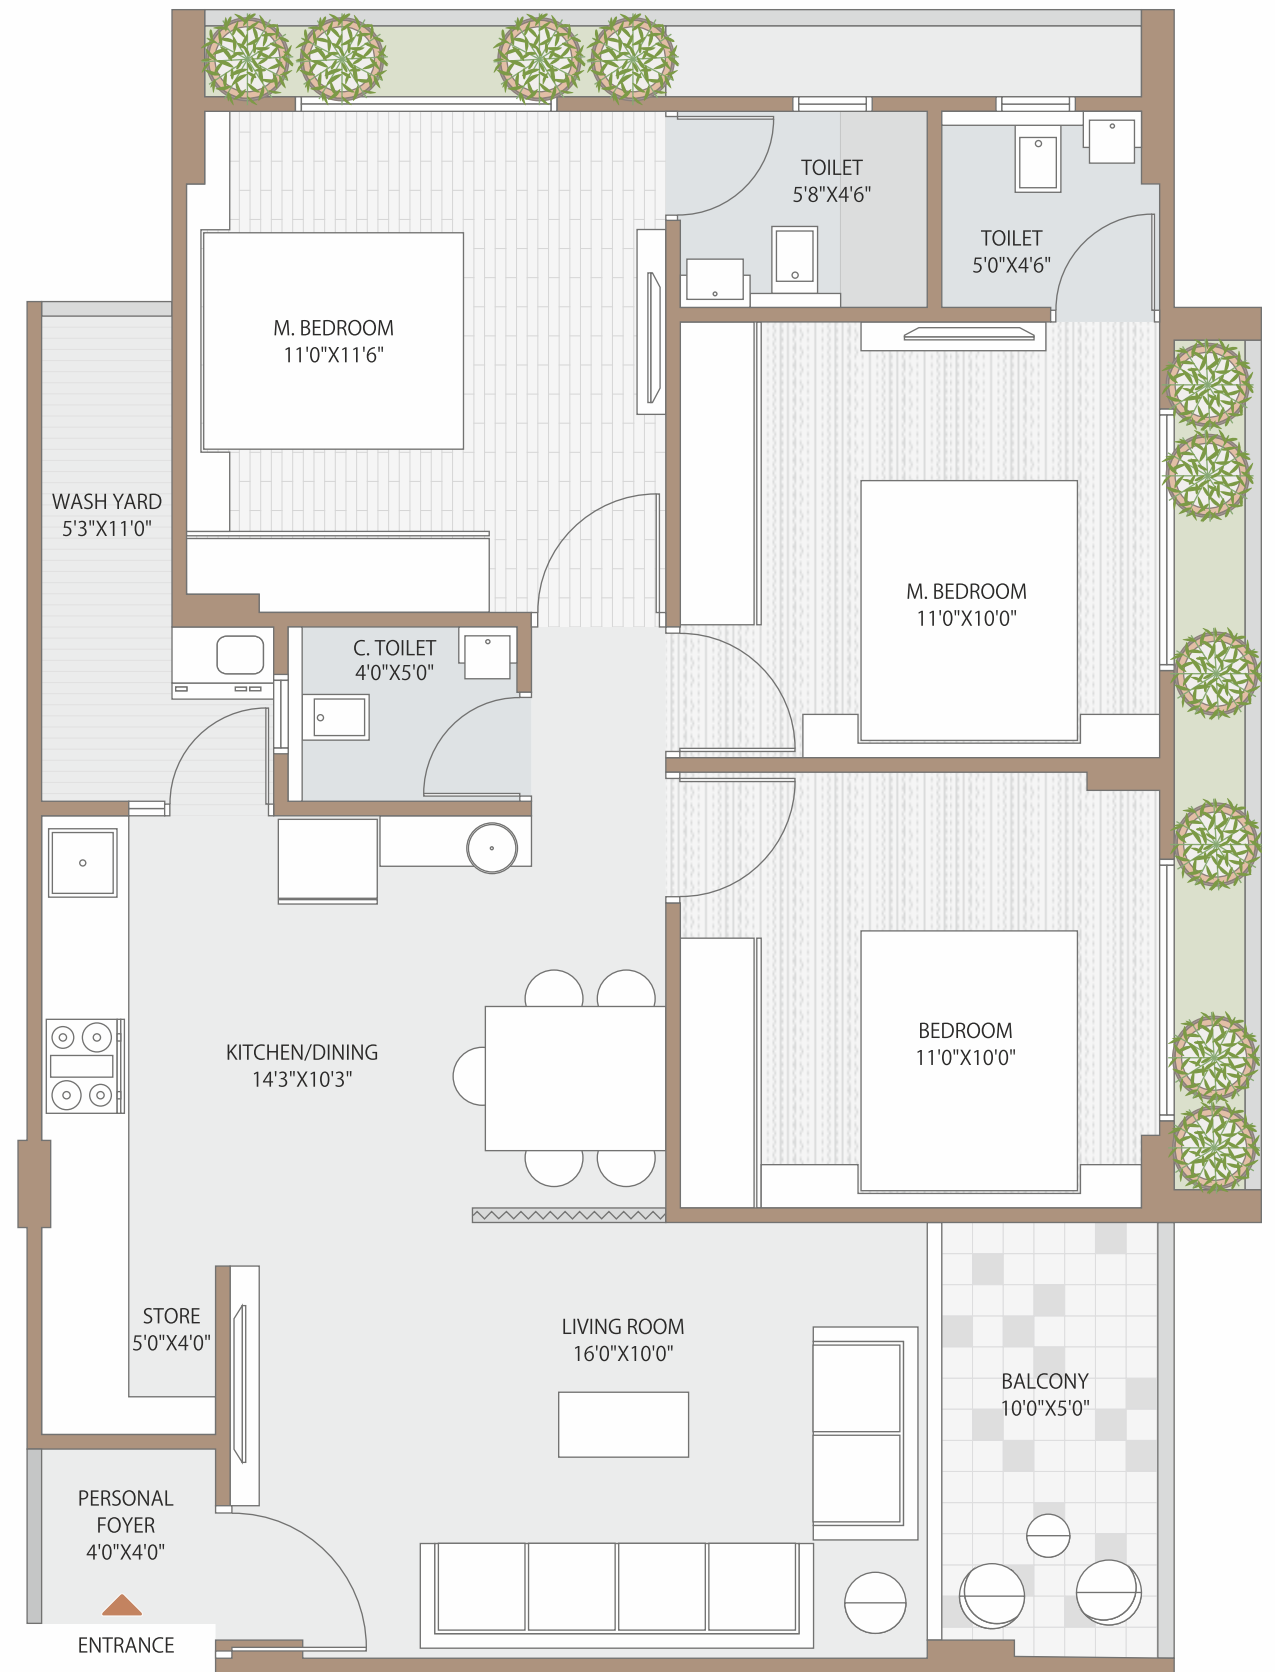 TOILET
5'8"X4'6"
TOILET
5'0"X4'6"
M. BEDROOM
11'0"X11'6"
WASH YARD
5'3"X11'0"
M. BEDROOM
11'0"X10'0"
C. TOILET
4'0"X5'0"
KITCHEN/DINING
14'3"X10'3"
BEDROOM
11'0"X10'0"
STORE
5'0"X4'0"
LIVING ROOM
16'0"X10'0"
BALCONY
10'0"X5'0"
PERSONAL
FOYER
4'0"X4'0"
ENTRANCE